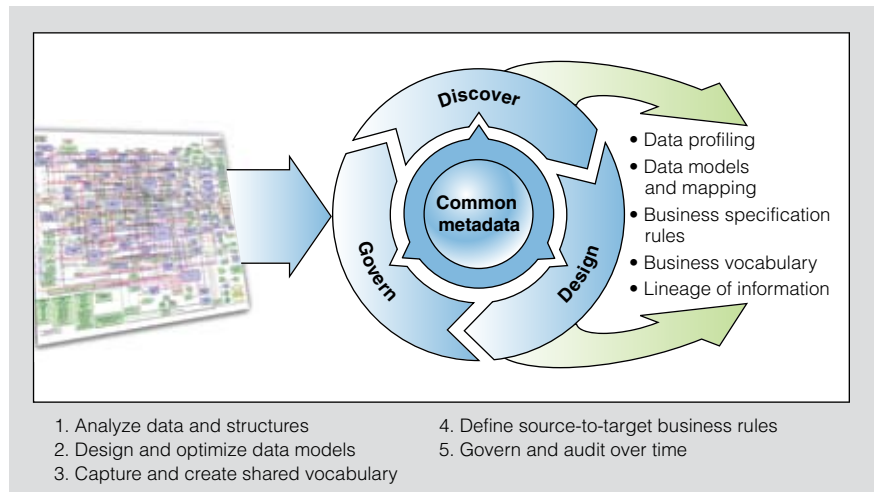 Discover
Common
metadata
Govern
Design
• Data profiling
• Data models
and mapping
• Business specification
rules
• Business vocabulary
• Lineage of information
1. Analyze data and structures
2. Design and optimize data models
3. Capture and create shared vocabulary
4. Define source-to-target business rules
5. Govern and audit over time